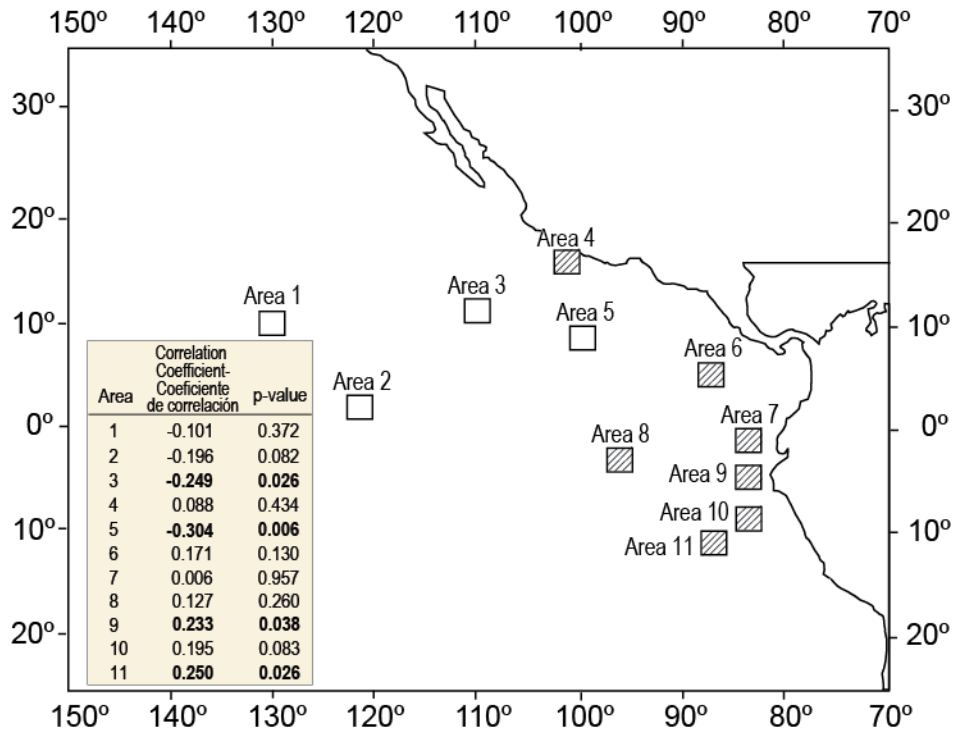 150º 140º 130º 120º 110º 100º 90º 80º 70º
30º 30º
20º 20º
Area 4
Area 1
Area 3
Area 5
10º 10º
Area 6
Area 2
Area 7
0º 0º
Area 8
Area 9
Area 10
10º 10º
Area 11
20º 20º
Area Correlation Coefficient- Coeficiente de correlación p-value
1 -0.101 0.372
2 -0.196 0.082
3 -0.249 0.026
4 0.088 0.434
5 -0.304 0.006
6 0.171 0.130
7 0.006 0.957
8 0.127 0.260
9 0.233 0.038
10 0.195 0.083
11 0.250 0.026
150º 140º 130º 120º 110º 100º 90º 80º 70º